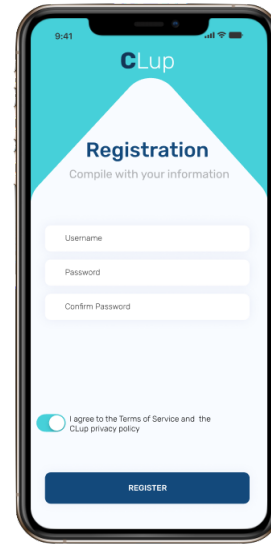 9:41
CLup
Registration
Compile with your information
Username
Password
Confirm Password
I agree to the Terms of Service and the
CLup privacy policy
REGISTER